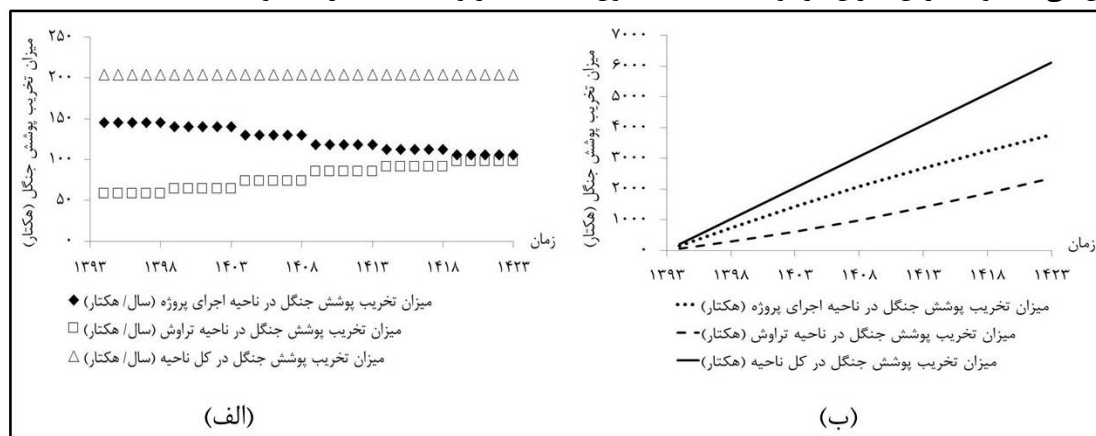 میزان تخریب پوشش جنگل (هکتار)
۲۵۰
۲۰۰
۱۵۰
۱۰۰
۵۰
۰
زمان
۱۳۹۳ ۱۳۹۸ ۱۴۰۳ ۱۴۰۸ ۱۴۱۳ ۱۴۱۸ ۱۴۲۳
میزان تخریب پوشش جنگل در ناحیه اجرای پروژه (سال/ هکتار)
میزان تخریب پوشش جنگل در ناحیه تراوش (سال/ هکتار)
میزان تخریب پوشش جنگل در کل ناحیه (سال/ هکتار)
(الف)
میزان تخریب پوشش جنگل (هکتار)
۷۰۰۰
۶۰۰۰
۵۰۰۰
۴۰۰۰
۳۰۰۰
۲۰۰۰
۱۰۰۰
۰
زمان
۱۳۹۳ ۱۳۹۸ ۱۴۰۳ ۱۴۰۸ ۱۴۱۳ ۱۴۱۸ ۱۴۲۳
میزان تخریب پوشش جنگل در ناحیه اجرای پروژه (هکتار)
میزان تخریب پوشش جنگل در ناحیه تراوش (هکتار)
میزان تخریب پوشش جنگل در کل ناحیه (هکتار)
(ب)